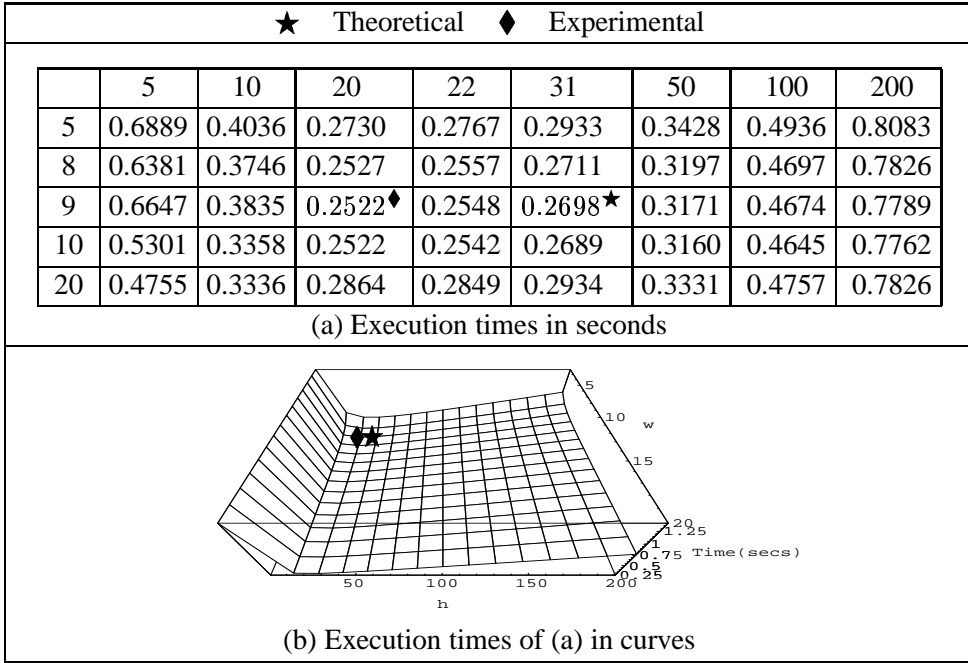 ★ Theoretical ♦ Experimental
5 10 20 22 31 50 100 200
5 0.6889 0.4036 0.2730 0.2767 0.2933 0.3428 0.4936 0.8083
8 0.6381 0.3746 0.2527 0.2557 0.2711 0.3197 0.4697 0.7826
9 0.6647 0.3835 0.2522♦ 0.2548 0.2698★ 0.3171 0.4674 0.7789
10 0.5301 0.3358 0.2522 0.2542 0.2689 0.3160 0.4645 0.7762
20 0.4755 0.3336 0.2864 0.2849 0.2934 0.3331 0.4757 0.7826
(a) Execution times in seconds
5
10
w
15
20
1.25
1
0.75 Time(secs)
0.5
0.25
50 100 150 200
h
(b) Execution times of (a) in curves